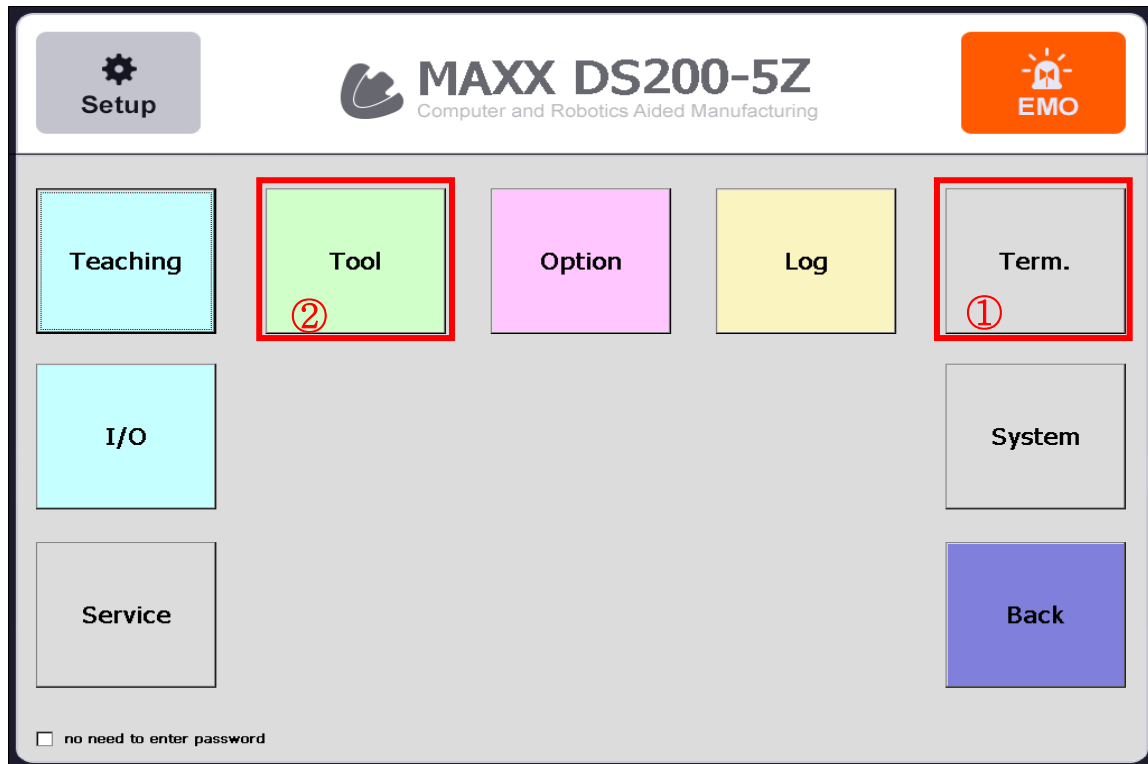 Setup
MAXX DS200-5Z
Computer and Robotics Aided Manufacturing
EMO
Teaching
Tool
②
Option
Log
Term.
①
I/O
System
Service
Back
no need to enter password